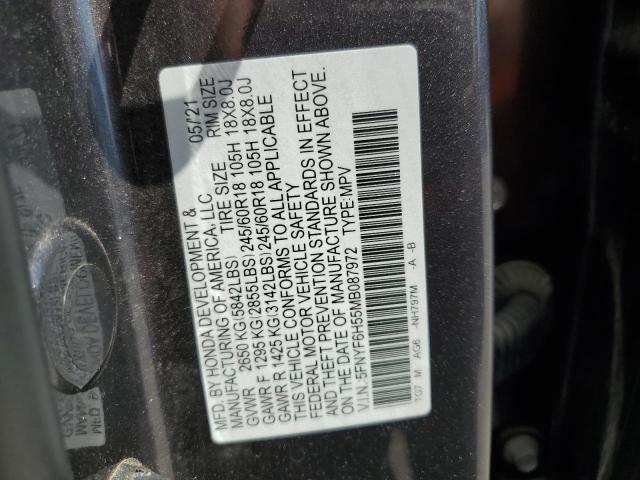 MFD. BY HONDA DEVELOPMENT & 05/21
MANUFACTURING OF AMERICA, LLC
GVWR 2650 KG(5842LBS) TIRE SIZE RIM SIZE
GAWR F 1295 KG(2855LBS) 245/60R18 105H 18X8.0J
GAWR R 1425 KG(3142LBS) 245/60R18 105H 18X8.0J
THIS VEHICLE CONFORMS TO ALL APPLICABLE
FEDERAL MOTOR VEHICLE SAFETY
AND THEFT PREVENTION STANDARDS IN EFFECT
ON THE DATE OF MANUFACTURE SHOWN ABOVE.
V.I.N: 5FNYF6H55MB087972 TYPE:MPV
TG7 M AG6 -NH797M -A -B